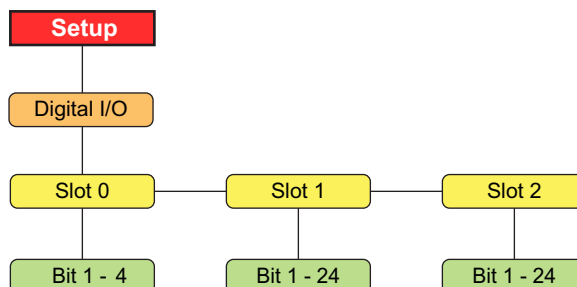 Setup
Digital I/O
Slot 0
Slot 1
Slot 2
Bit 1 - 4
Bit 1 - 24
Bit 1 - 24